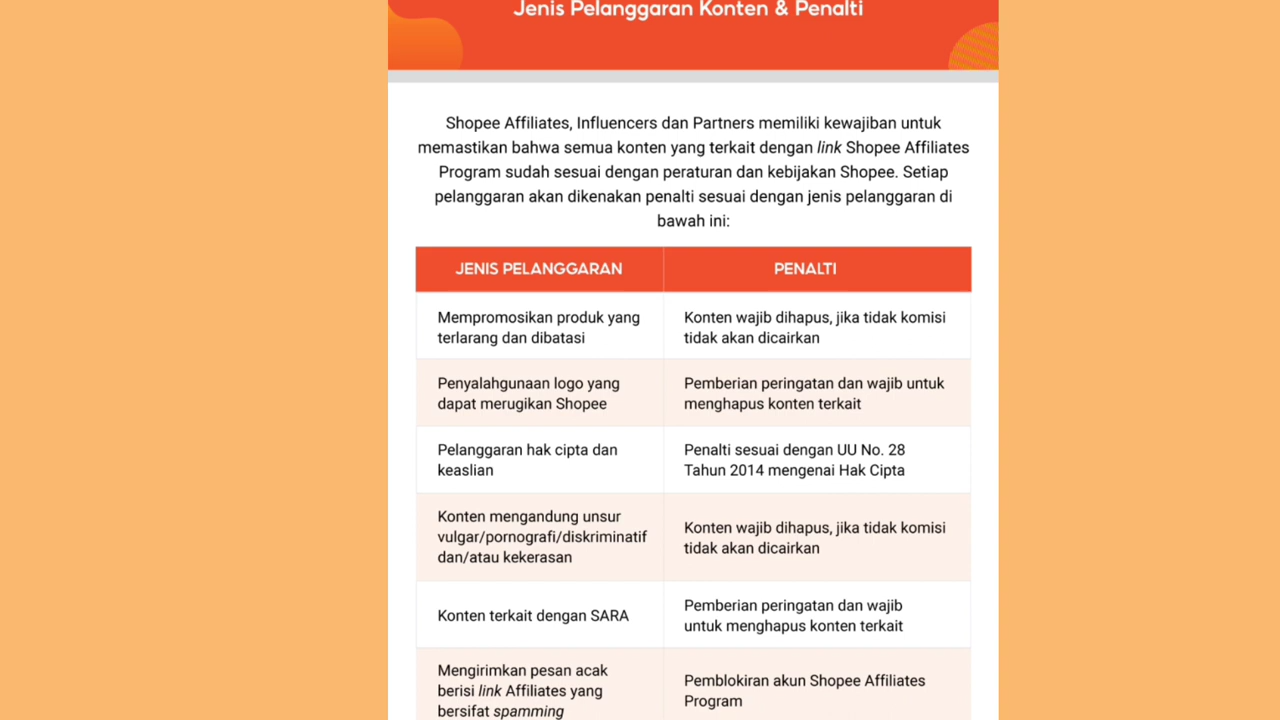 Jenis Pelanggaran Konten & Penalti
Shopee Affiliates, Influencers dan Partners memiliki kewajiban untuk
memastikan bahwa semua konten yang terkait dengan link Shopee Affiliates
Program sudah sesuai dengan peraturan dan kebijakan Shopee. Setiap
pelanggaran akan dikenakan penalti sesuai dengan jenis pelanggaran di
bawah ini:
JENIS PELANGGARAN
PENALTI
Mempromosikan produk yang
terlarang dan dibatasi
Konten wajib dihapus, jika tidak komisi
tidak akan dicairkan
Penyalahgunaan logo yang
dapat merugikan Shopee
Pemberian peringatan dan wajib untuk
menghapus konten terkait
Pelanggaran hak cipta dan
keaslian
Penalti sesuai dengan UU No. 28
Tahun 2014 mengenai Hak Cipta
Konten mengandung unsur
vulgar/pornografi/diskriminatif
dan/atau kekerasan
Konten wajib dihapus, jika tidak komisi
tidak akan dicairkan
Konten terkait dengan SARA
Pemberian peringatan dan wajib
untuk menghapus konten terkait
Mengirimkan pesan acak
berisi link Affiliates yang
bersifat spamming
Pemblokiran akun Shopee Affiliates
Program